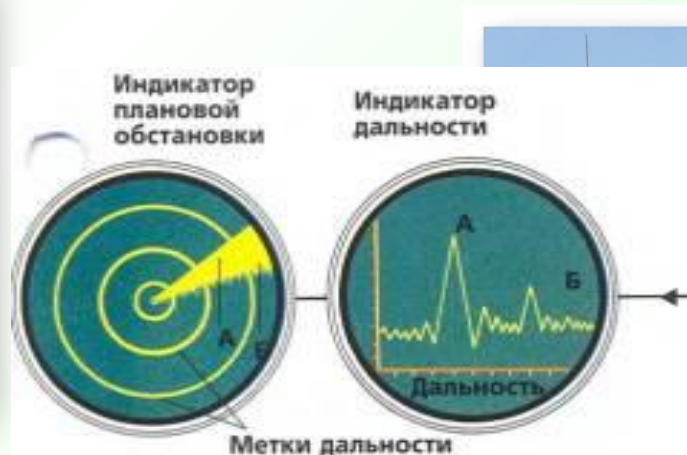 Индикатор
плановой
обстановки
Индикатор
дальности
А
Б
А
Б
Дальность
Метки дальности